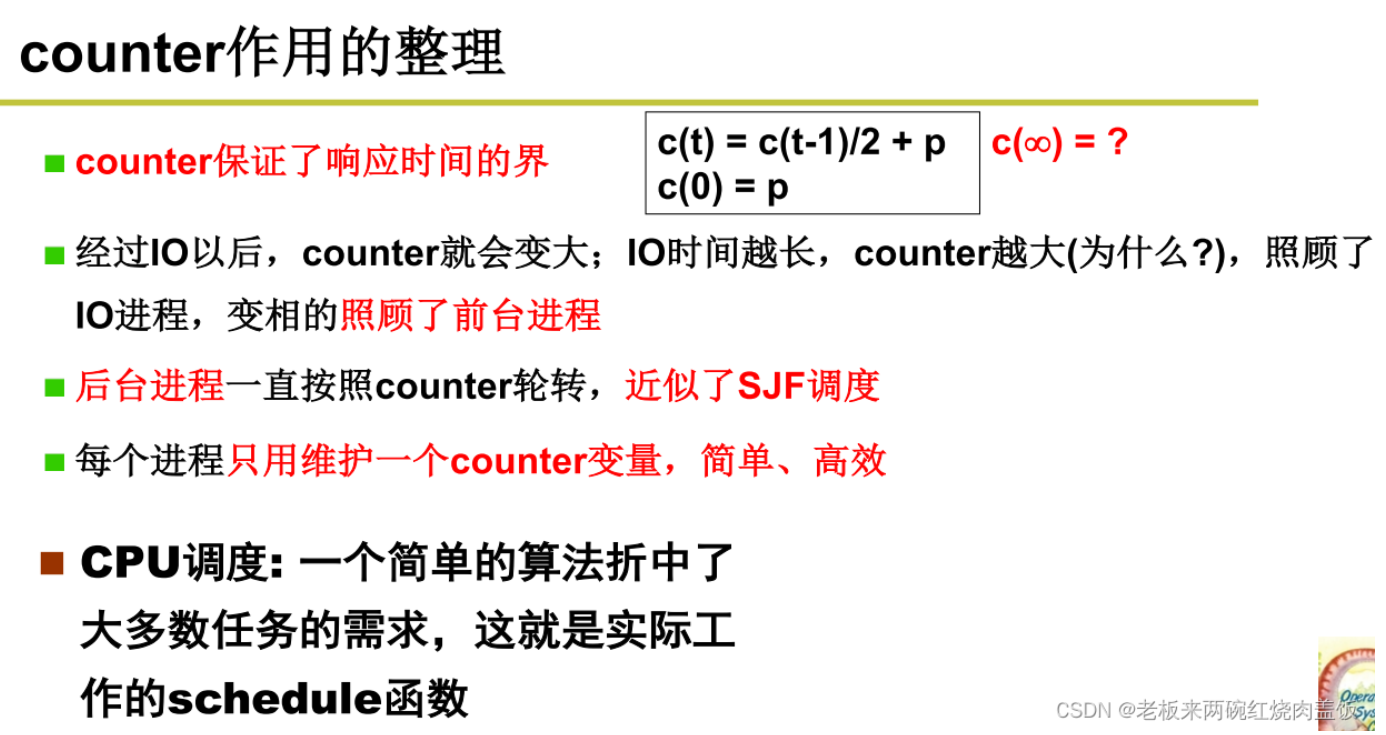 counter作用的整理
counter保证了响应时间的界
c(t) = c(t-1)/2 + p
c(0) = p
c(∞) = ?
经过IO以后，counter就会变大；IO时间越长，counter越大(为什么?)，照顾了
IO进程，变相的照顾了前台进程
后台进程一直按照counter轮转，近似了SJF调度
每个进程只用维护一个counter变量，简单、高效
CPU调度: 一个简单的算法折中了
大多数任务的需求，这就是实际工
作的schedule函数
CSDN @老板来两碗红烧肉盖饭